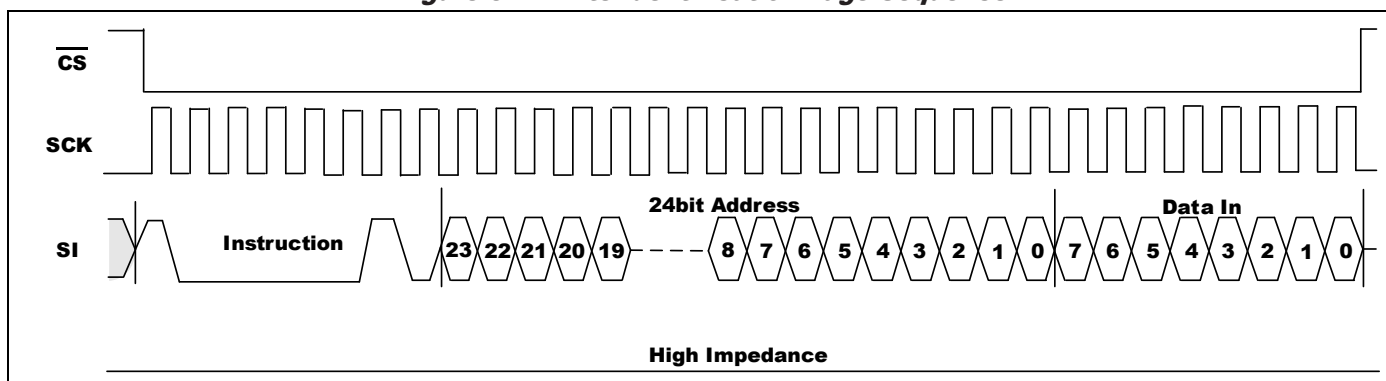 CS
SCK
24bit Address
Data In
SI
Instruction
23 22 21 20 19 8 7 6 5 4 3 2 1 0 7 6 5 4 3 2 1 0
High Impedance